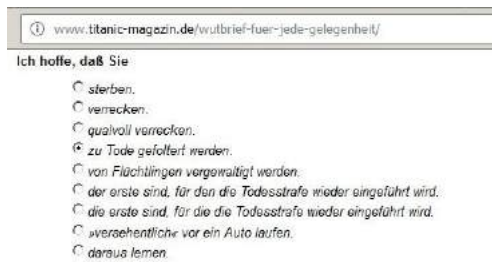 www.titanic-magazin.de/wutbrief-fuer-jede-gelegenheit/
Ich hoffe, daß Sie
sterben.
verrecken.
qualvoll verrecken.
zu Tode gefoltert werden.
von Flüchtlingen vergewaltigt werden.
der erste sind, für den die Todesstrafe wieder eingeführt wird.
die erste sind, für die die Todesstrafe wieder eingeführt wird.
»versehentlich« vor ein Auto laufen.
daraus lernen.